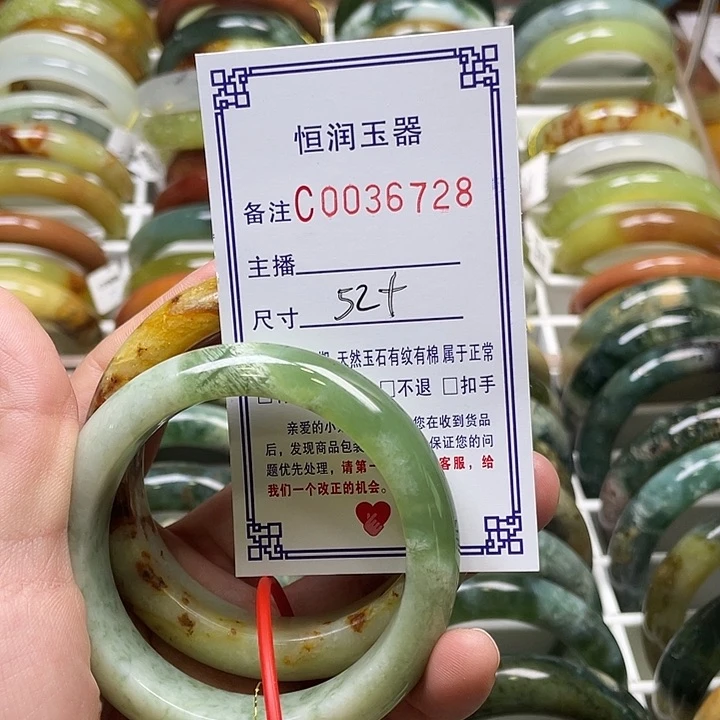 恒润玉器
备注C0036728
主播
尺寸 52+
天然玉石有纹有棉 属于正常
□不退 □扣手
亲爱的小 您在收到货品
后,发现商品包装 保证您的问
题优先处理,请第一 客服,给
我们一个改正的机会。